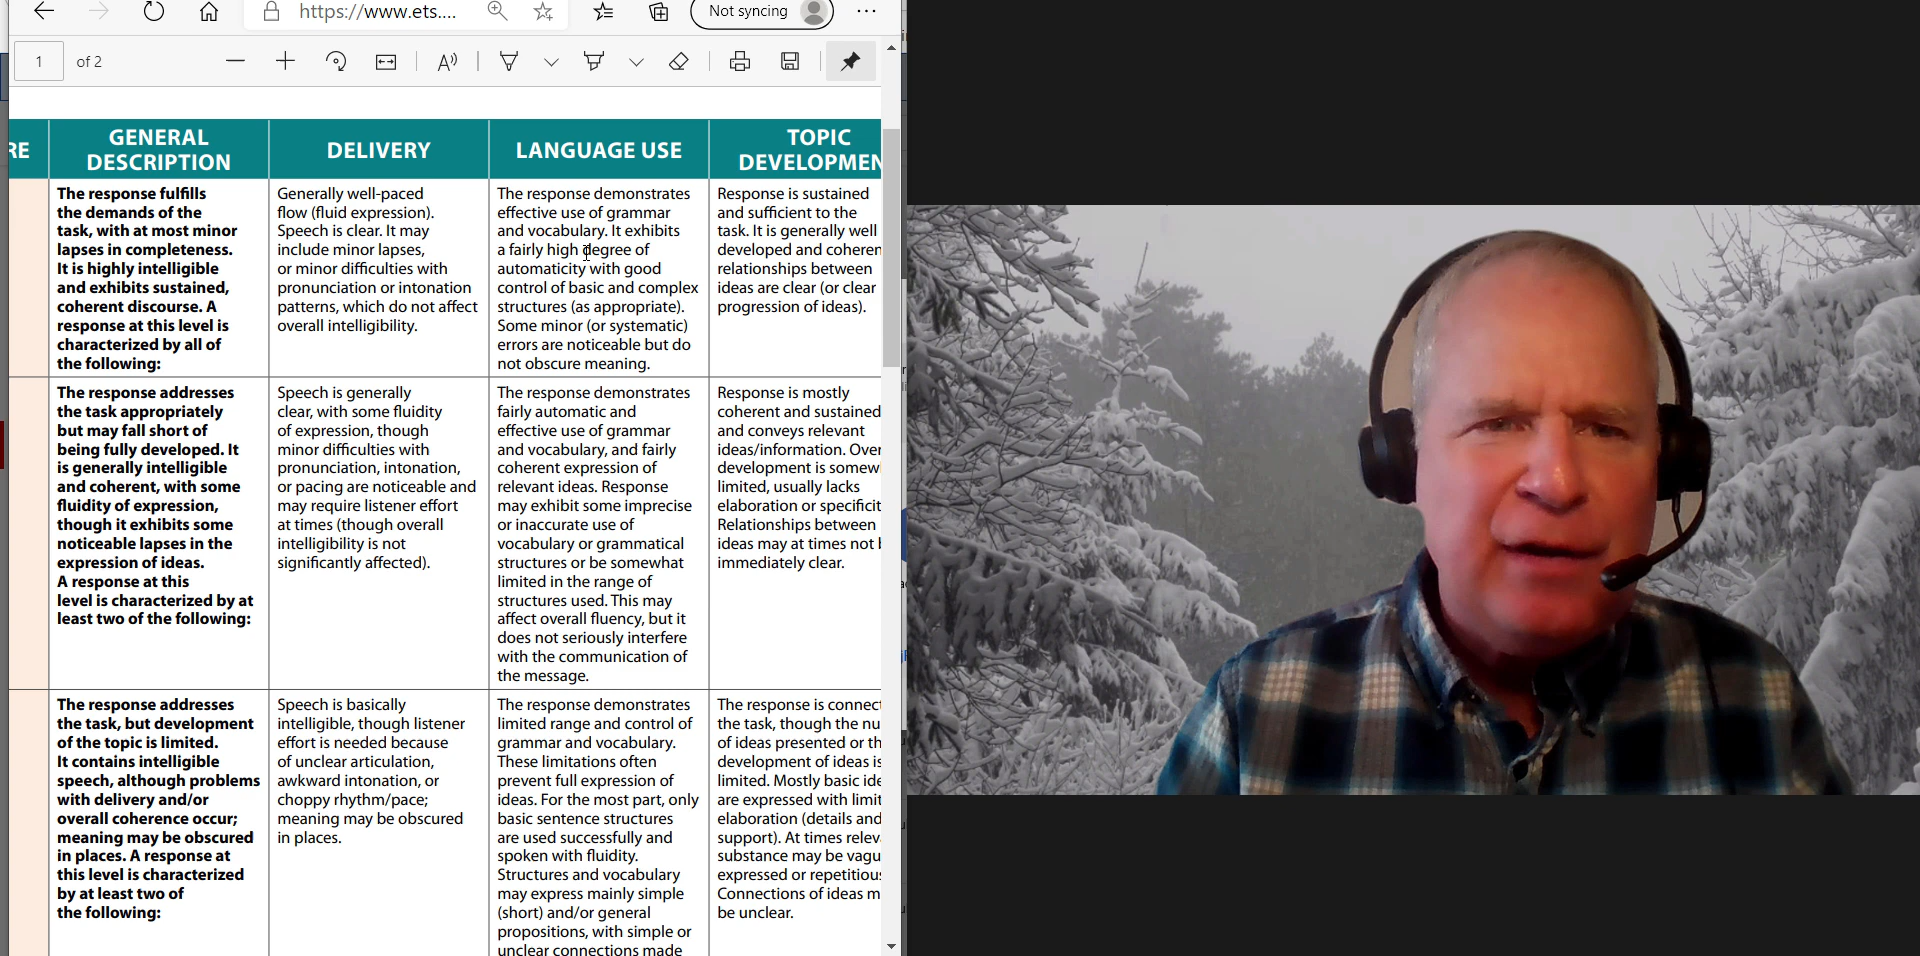 https://www.ets....
Not syncing
1
of 2
RE
GENERAL
DESCRIPTION
DELIVERY
LANGUAGE USE
TOPIC
DEVELOPMEN
The response fulfills
the demands of the
task, with at most minor
lapses in completeness.
It is highly intelligible
and exhibits sustained,
coherent discourse. A
response at this level is
characterized by all of
the following:
Generally well-paced
flow (fluid expression).
Speech is clear. It may
include minor lapses,
or minor difficulties with
pronunciation or intonation
patterns, which do not affect
overall intelligibility.
The response demonstrates
effective use of grammar
and vocabulary. It exhibits
a fairly high degree of
automaticity with good
control of basic and complex
structures (as appropriate).
Some minor (or systematic)
errors are noticeable but do
not obscure meaning.
Response is sustained
and sufficient to the
task. It is generally well
developed and coheren
relationships between
ideas are clear (or clear
progression of ideas).
The response addresses
the task appropriately
but may fall short of
being fully developed. It
is generally intelligible
and coherent, with some
fluidity of expression,
though it exhibits some
noticeable lapses in the
expression of ideas.
A response at this
level is characterized by at
least two of the following:
Speech is generally
clear, with some fluidity
of expression, though
minor difficulties with
pronunciation, intonation,
or pacing are noticeable and
may require listener effort
at times (though overall
intelligibility is not
significantly affected).
The response demonstrates
fairly automatic and
effective use of grammar
and vocabulary, and fairly
coherent expression of
relevant ideas. Response
may exhibit some imprecise
or inaccurate use of
vocabulary or grammatical
structures or be somewhat
limited in the range of
structures used. This may
affect overall fluency, but it
does not seriously interfere
with the communication of
the message.
Response is mostly
coherent and sustained
and conveys relevant
ideas/information. Over
development is somew
limited, usually lacks
elaboration or specificit
Relationships between
ideas may at times not
immediately clear.
The response addresses
the task, but development
of the topic is limited.
It contains intelligible
speech, although problems
with delivery and/or
overall coherence occur;
meaning may be obscured
in places. A response at
this level is characterized
by at least two of
the following:
Speech is basically
intelligible, though listener
effort is needed because
of unclear articulation,
awkward intonation, or
choppy rhythm/pace;
meaning may be obscured
in places.
The response demonstrates
limited range and control of
grammar and vocabulary.
These limitations often
prevent full expression of
ideas. For the most part, only
basic sentence structures
are used successfully and
spoken with fluidity.
Structures and vocabulary
may express mainly simple
(short) and/or general
propositions, with simple or
unclear connections made
The response is connect
the task, though the nu
of ideas presented or th
development of ideas is
limited. Mostly basic ide
are expressed with limit
elaboration (details and
support). At times relev
substance may be vagu
expressed or repetitiou
Connections of ideas m
be unclear.